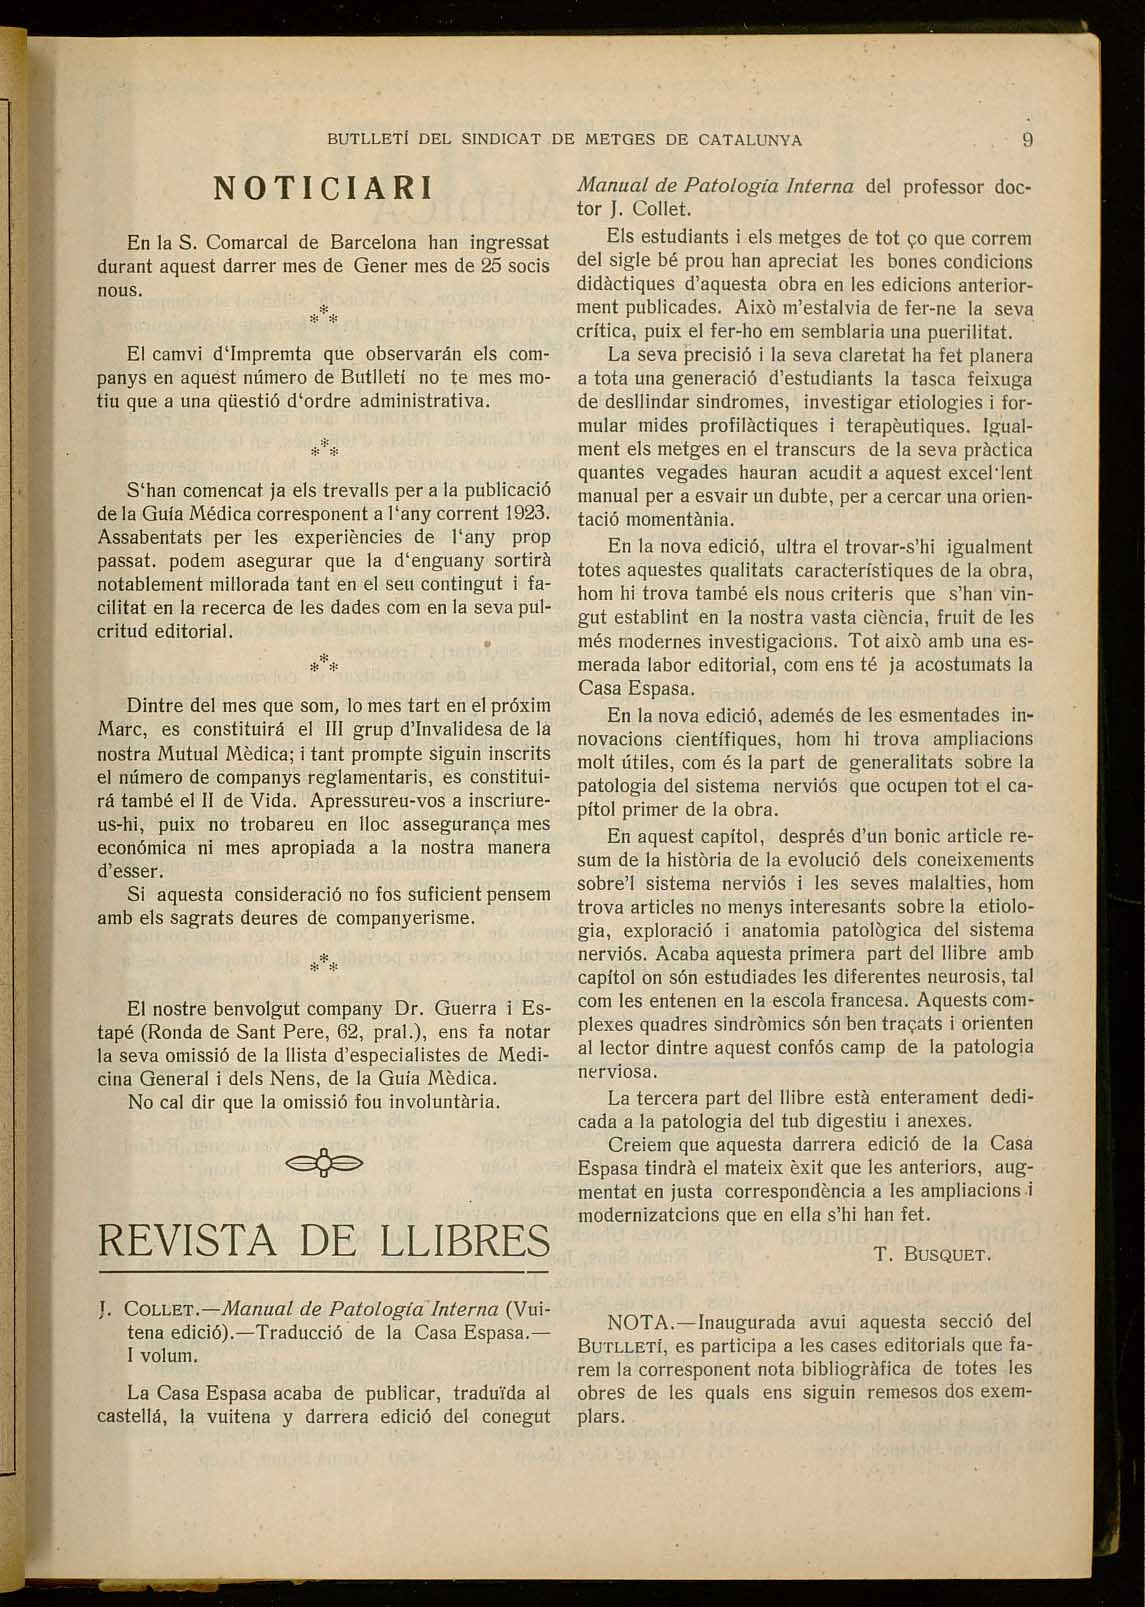 BUTLLETÍ DEL SINDICAT DE METGES DE CATALUNYA 9
NOTICIARI
En la S. Comarcal de Barcelona han ingressat
durant aquest darrer mes de Gener mes de 25 socis
nous.
***
El camvi d‘Impremta que observarán els com-
panys en aquest número de Butlletí no te mes mo-
tiu que a una qüestió d‘ordre administrativa.
***
S‘han comencat ja els trevalls per a la publicació
de la Guía Médica corresponent a l‘any corrent 1923.
Assabentats per les experiències de l‘any prop
passat. podem asegurar que la d‘enguany sortirà
notablement millorada tant en el seu contingut i fa-
cilitat en la recerca de les dades com en la seva pul-
critud editorial.
***
Dintre del mes que som, lo mes tart en el próxim
Marc, es constituirá el III grup d’Invalidesa de la
nostra Mutual Mèdica; i tant prompte siguin inscrits
el número de companys reglamentaris, es constitui-
rá també el II de Vida. Apressureu-vos a inscriure-
us-hi, puix no trobareu en lloc assegurança mes
económica ni mes apropiada a la nostra manera
d’esser.
Si aquesta consideració no fos suficient pensem
amb els sagrats deures de companyerisme.
***
El nostre benvolgut company Dr. Guerra i Es-
tapé (Ronda de Sant Pere, 62, pral.), ens fa notar
la seva omissió de la llista d’especialistes de Medi-
cina General i dels Nens, de la Guía Mèdica.
No cal dir que la omissió fou involuntària.
REVISTA DE LLIBRES
J. COLLET.—Manual de Patología Interna (Vui-
tena edició).—Traducció de la Casa Espasa.—
I volum.
La Casa Espasa acaba de publicar, traduïda al
castellá, la vuitena y darrera edició del conegut
Manual de Patologia Interna del professor doc-
tor J. Collet.
Els estudiants i els metges de tot ço que correm
del sigle bé prou han apreciat les bones condicions
didàctiques d’aquesta obra en les edicions anterior-
ment publicades. Això m’estalvia de fer-ne la seva
crítica, puix el fer-ho em semblaria una puerilitat.
La seva precisió i la seva claretat ha fet planera
a tota una generació d’estudiants la tasca feixuga
de desllindar sindromes, investigar etiologies i for-
mular mides profilàctiques i terapèutiques. Igual-
ment els metges en el transcurs de la seva pràctica
quantes vegades hauran acudit a aquest excel'lent
manual per a esvair un dubte, per a cercar una orien-
tació momentània.
En la nova edició, ultra el trovar-s’hi igualment
totes aquestes qualitats característiques de la obra,
hom hi trova també els nous criteris que s’han vin-
gut establint en la nostra vasta ciència, fruit de les
més modernes investigacions. Tot això amb una es-
merada labor editorial, com ens té ja acostumats la
Casa Espasa.
En la nova edició, además de les esmentades in-
novacions científiques, hom hi trova ampliacions
molt útiles, com és la part de generalitats sobre la
patologia del sistema nerviós que ocupen tot el ca-
pítol primer de la obra.
En aquest capítol, després d’un bonic article re-
sum de la història de la evolució dels coneixements
sobre’l sistema nerviós i les seves malalties, hom
trova articles no menys interesants sobre la etiolo-
gia, exploració i anatomia patològica del sistema
nerviós. Acaba aquesta primera part del llibre amb
capítol on són estudiades les diferentes neurosis, tal
com les entenen en la escola francesa. Aquests com-
plexes quadres sindròmics són ben traçats i orienten
al lector dintre aquest confós camp de la patologia
nerviosa.
La tercera part del llibre està enterament dedi-
cada a la patologia del tub digestiu i anexes.
Creiem que aquesta darrera edició de la Casa
Espasa tindrà el mateix èxit que les anteriors, aug-
mentat en justa correspondència a les ampliacions i
modernizatcions que en ella s’hi han fet.
T. BUSQUET.
NOTA.—Inaugurada avui aquesta secció del
BUTLLETÍ, es participa a les cases editorials que fa-
rem la corresponent nota bibliogràfica de totes les
obres de les quals ens siguin remesos dos exem-
plars.